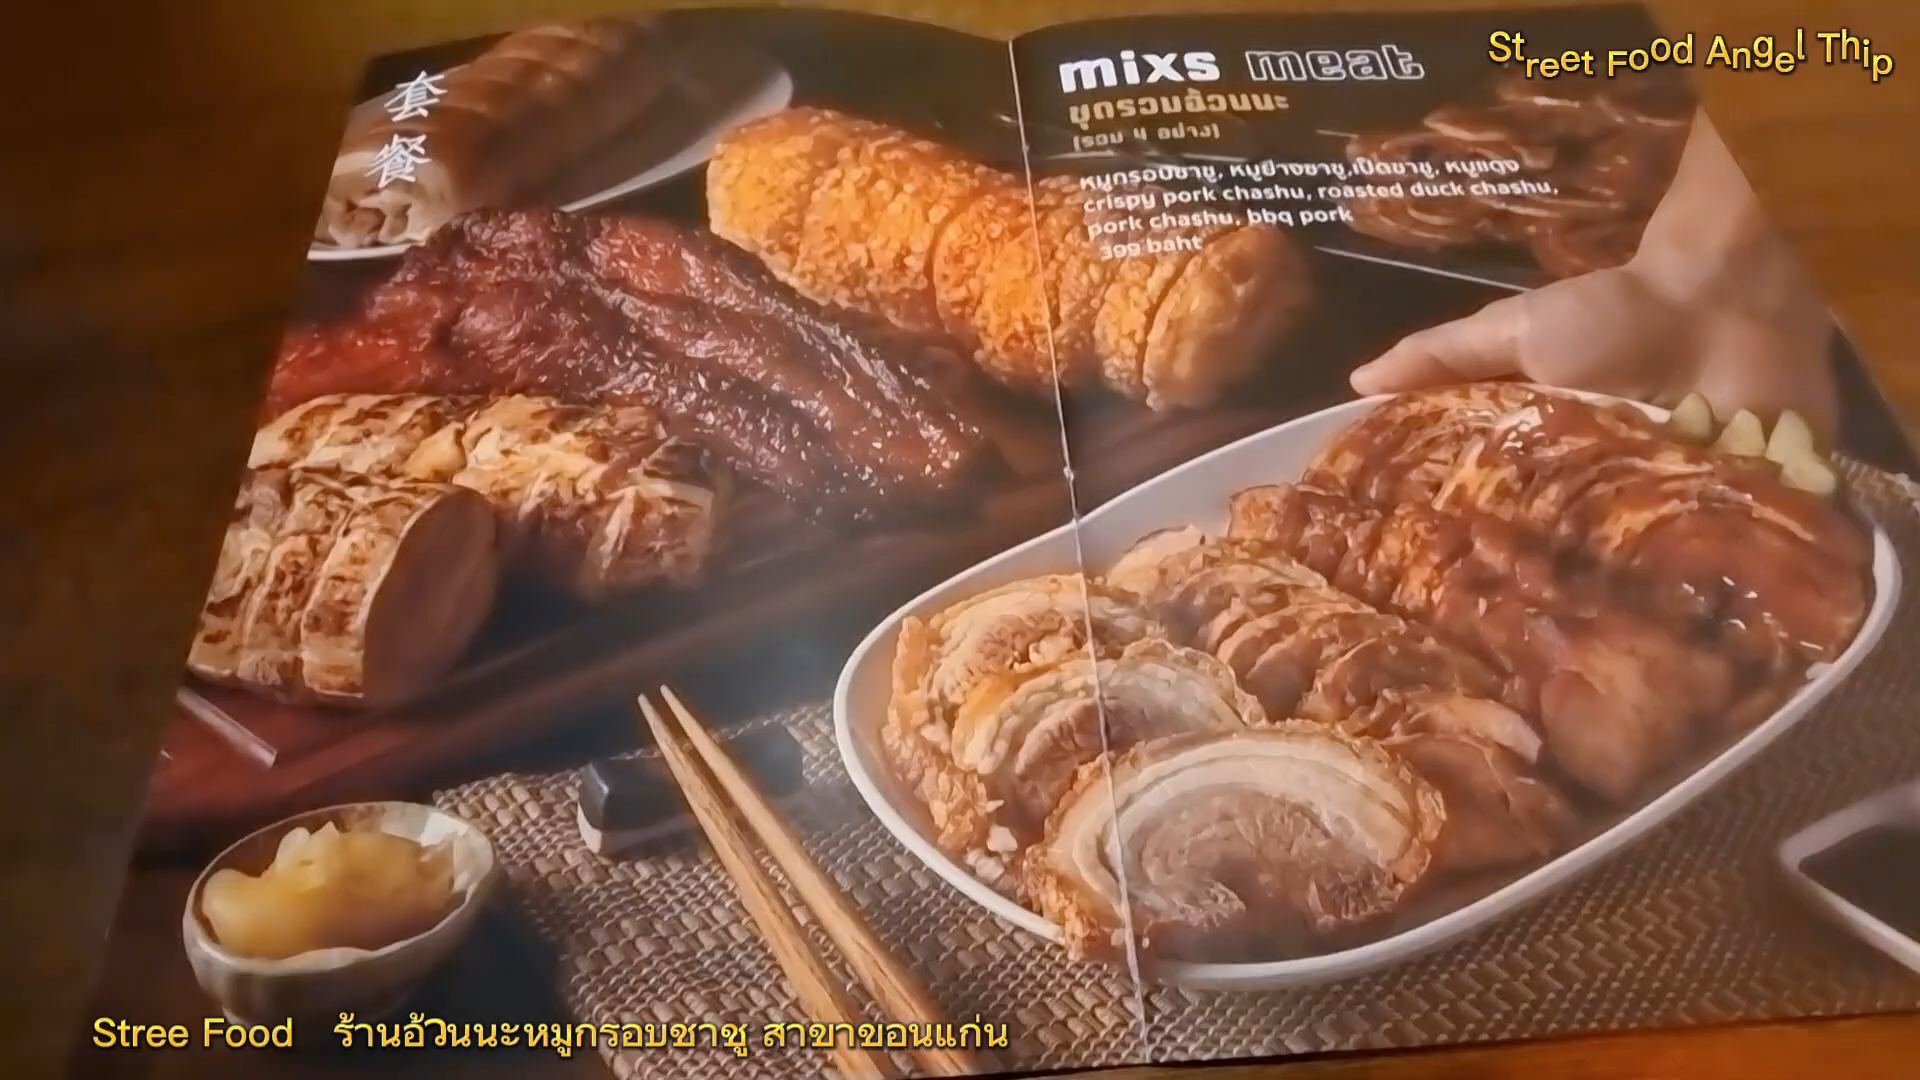 Street Food Angel Thip
套
餐
mixs meat
ชุดรวมอ้วนนะ
(รวม 4 อย่าง)
หมูกรอบชาชู, หมูย่างชาชู,เป็ดชาชู, หมูแดง
crispy pork chashu, roasted duck chashu,
pork chashu, bbq pork
399 baht
Stree Food ร้านอ้วนนะหมูกรอบชาชู สาขาขอนแก่น